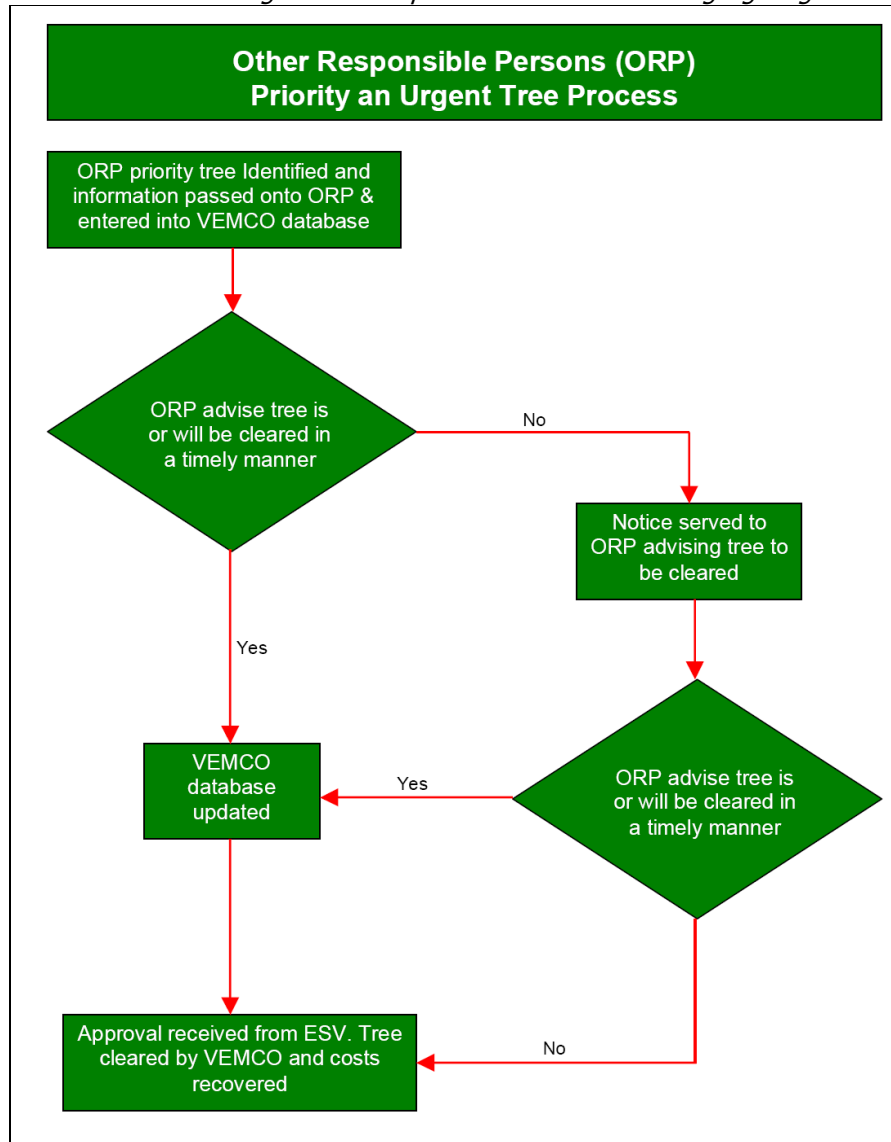 Other Responsible Persons (ORP)
Priority an Urgent Tree Process
ORP priority tree Identified and
information passed onto ORP &
entered into VEMCO database
ORP advise tree is
or will be cleared in
a timely manner
No
Notice served to
ORP advising tree to
be cleared
Yes
VEMCO
database
updated
Yes
ORP advise tree is
or will be cleared in
a timely manner
Approval received from ESV. Tree
cleared by VEMCO and costs
recovered
No